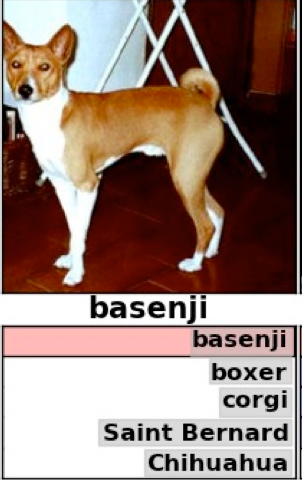 basenji
basenji
boxer
corgi
Saint Bernard
Chihuahua